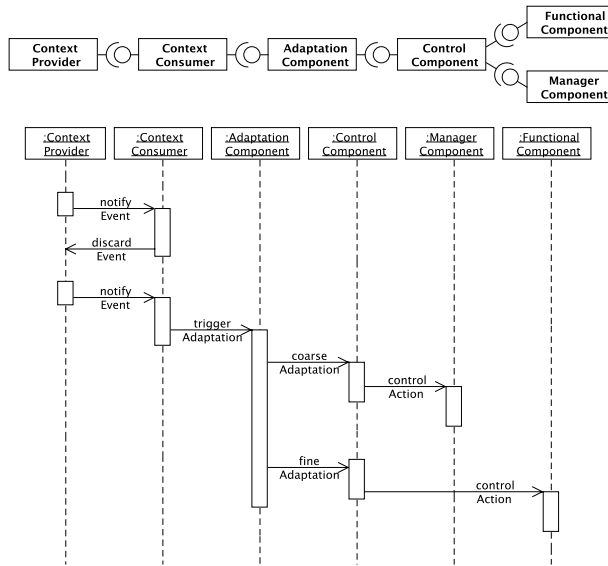 Functional
Component
Context
Provider
Context
Consumer
Adaptation
Component
Control
Component
Manager
Component
:Context
Provider
:Context
Consumer
:Adaptation
Component
:Control
Component
:Manager
Component
:Functional
Component
notify
Event
discard
Event
notify
Event
trigger
Adaptation
coarse
Adaptation
control
Action
fine
Adaptation
control
Action